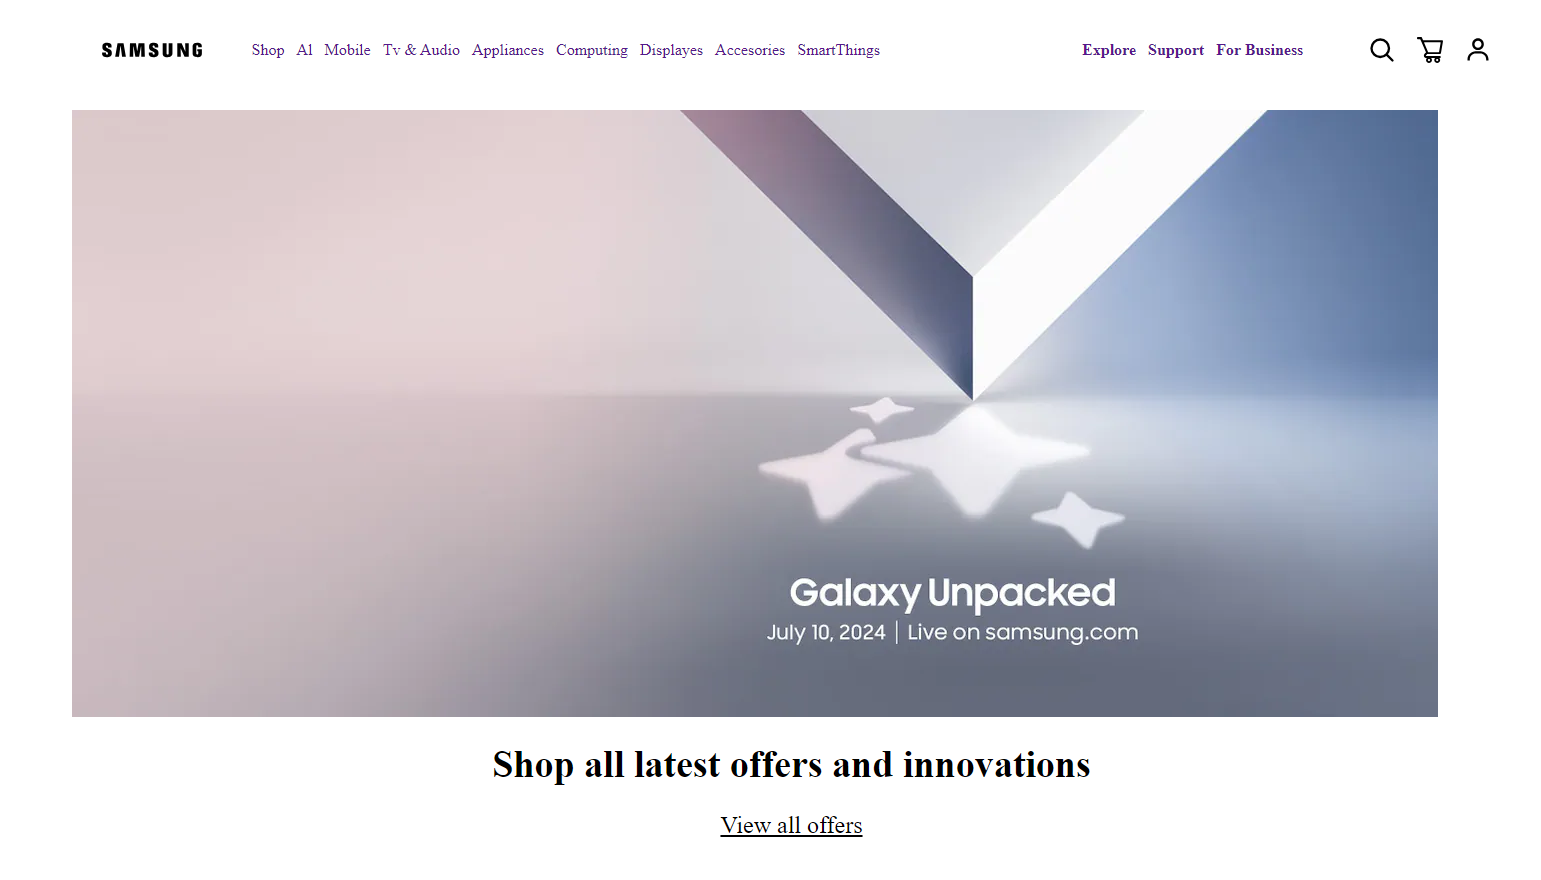 SAMSUNG Shop AI Mobile Tv & Audio Appliances Computing Displayes Accesories SmartThings Explore Support For Business
Galaxy Unpacked
July 10, 2024 | Live on samsung.com
Shop all latest offers and innovations
View all offers